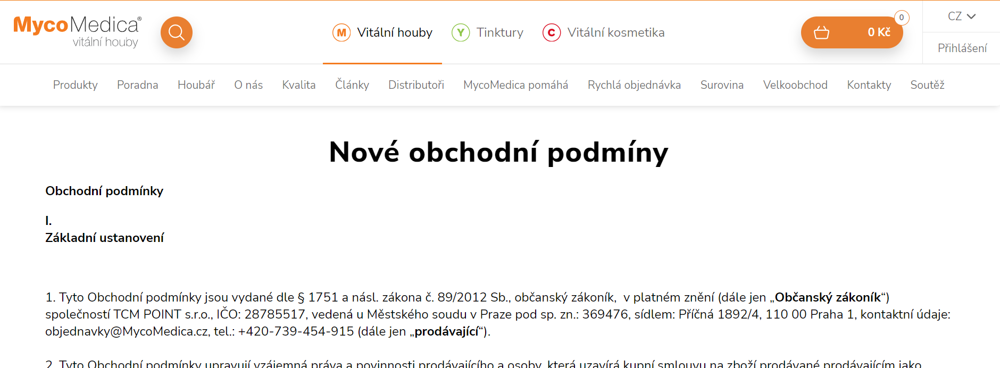 MycoMedica®
vitální houby
M Vitální houby
Y Tinktury
C Vitální kosmetika
0
0 Kč
CZ
Přihlášení
Produkty Poradna Houbář O nás Kvalita Články Distributoři MycoMedica pomáhá Rychlá objednávka Surovina Velkoobchod Kontakty Soutěž
Nové obchodní podmíny
Obchodní podmínky
I.
Základní ustanovení
1. Tyto Obchodní podmínky jsou vydané dle § 1751 a násl. zákona č. 89/2012 Sb., občanský zákoník,  v platném znění (dále jen „Občanský zákoník“)
společností TCM POINT s.r.o., IČO: 28785517, vedená u Městského soudu v Praze pod sp. zn.: 369476, sídlem: Příčná 1892/4, 110 00 Praha 1, kontaktní údaje:
objednavky@MycoMedica.cz, tel.: +420-739-454-915 (dále jen „prodávající“).
2. Tyto Obchodní podmínky upravují vzájemná práva a povinnosti prodávajícího a osoby, která uzavírá kupní smlouvu na zboží prodávané prodávajícím jako